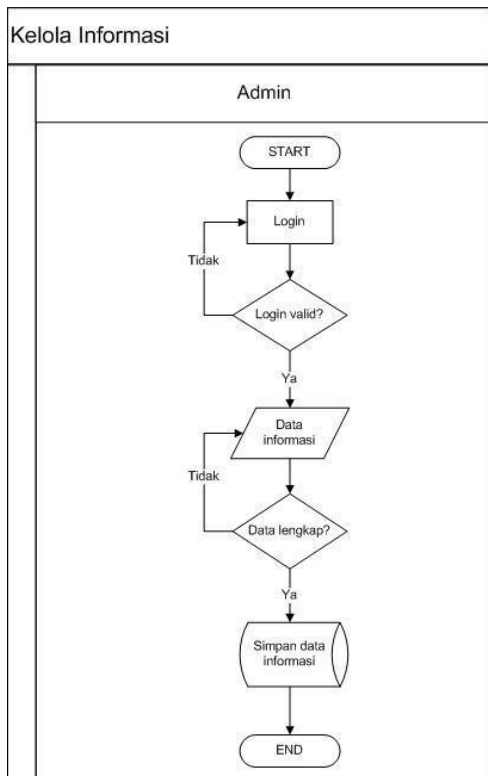 Kelola Informasi
Admin
START
Login
Tidak
Login valid?
Ya
Data
informasi
Tidak
Data lengkap?
Ya
Simpan data
informasi
END